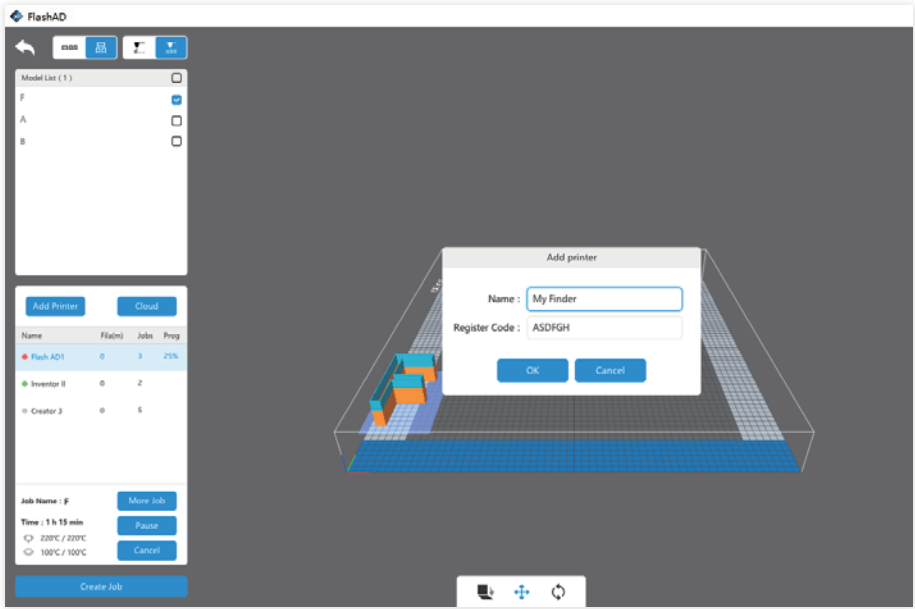 FlashAD
Model List ( 1 )
F
A
B
Add Printer Cloud
Name Fila(m) Jobs Prog
Flash AD1 0 3 25%
Inventor II 0 2
Creator 3 0 5
Job Name : F More Job
Time : 1 h 15 min Pause
220℃ / 220℃
100℃ / 100℃ Cancel
Create Job
Add printer
Name : My Finder
Register Code : ASDFGH
OK Cancel